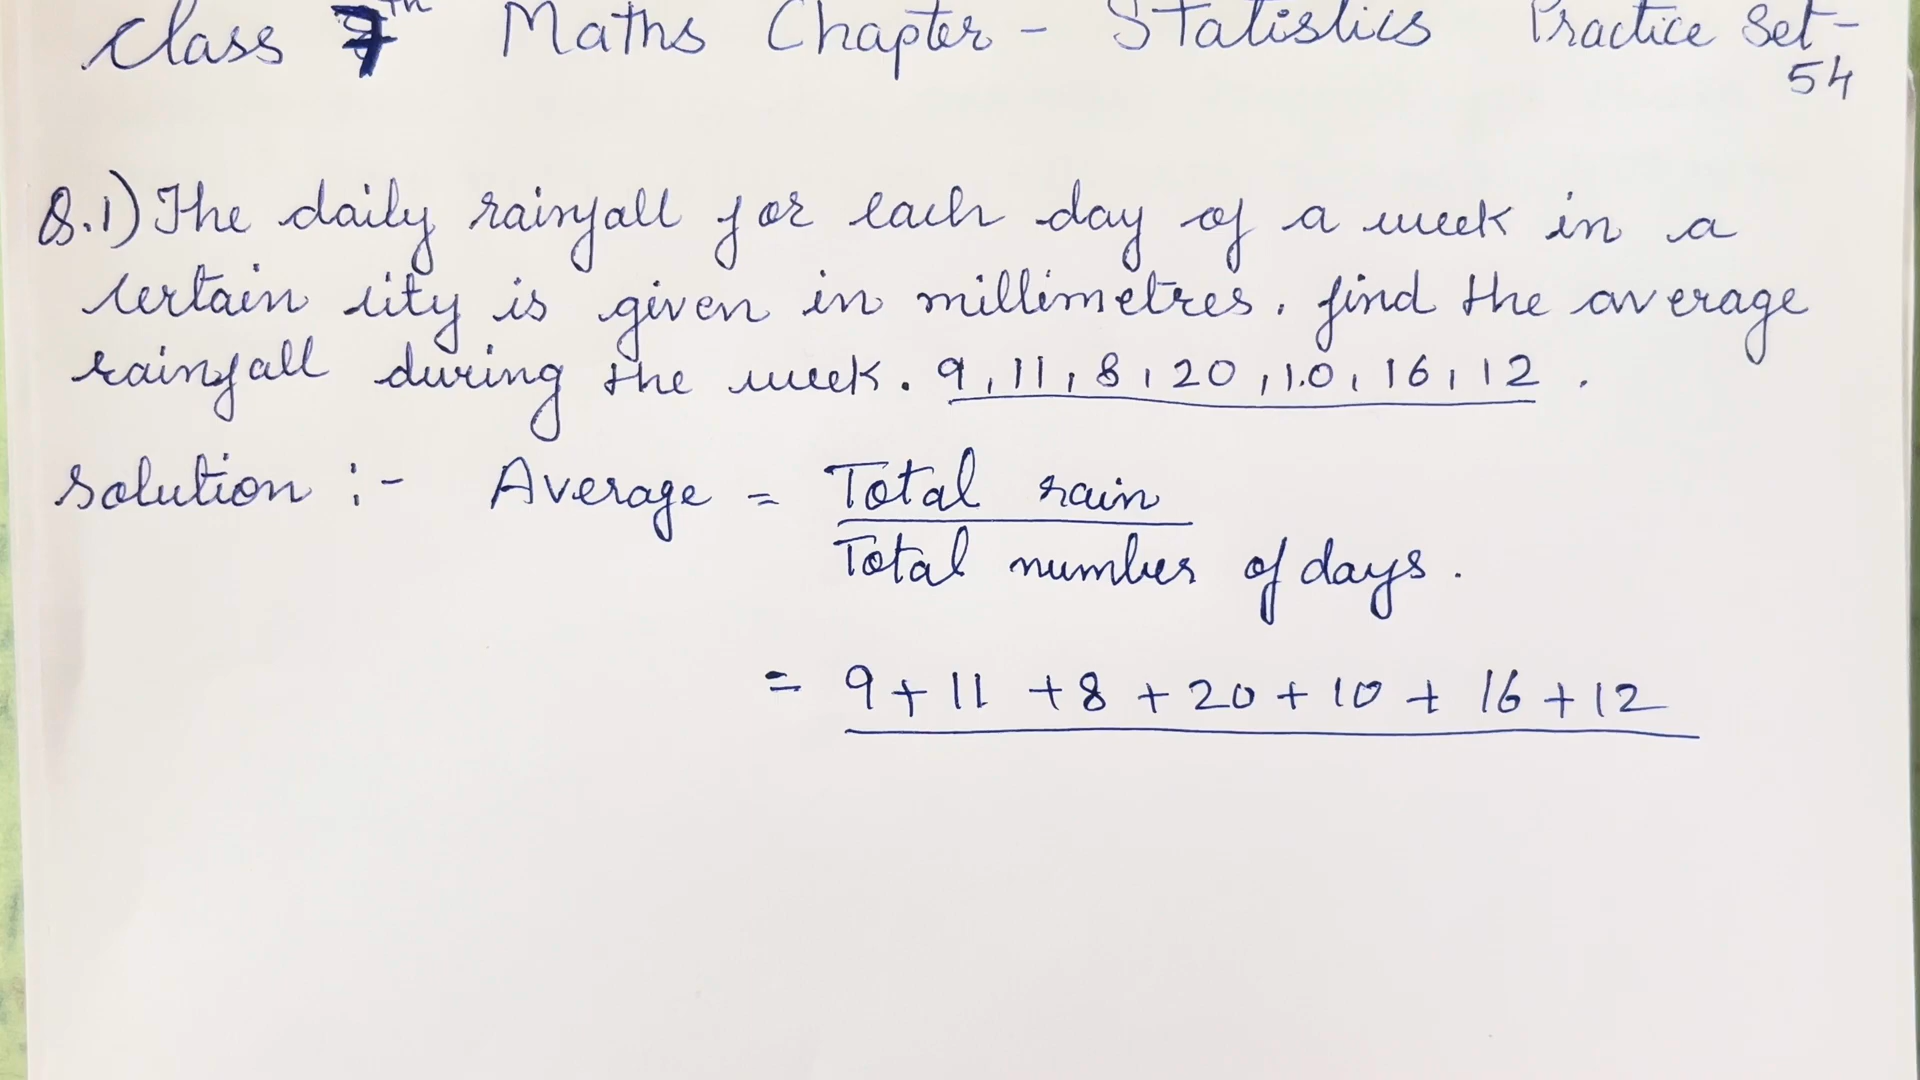 Class 7th Maths Chapter - Statistics Practice Set -
54
Q.1) The daily rainfall for each day of a week in a
certain city is given in millimetres. find the average
rainfall during the week. 9, 11, 8, 20, 10, 16, 12.
solution :- Average = Total rain
Total number of days.
= 9 + 11 + 8 + 20 + 10 + 16 + 12